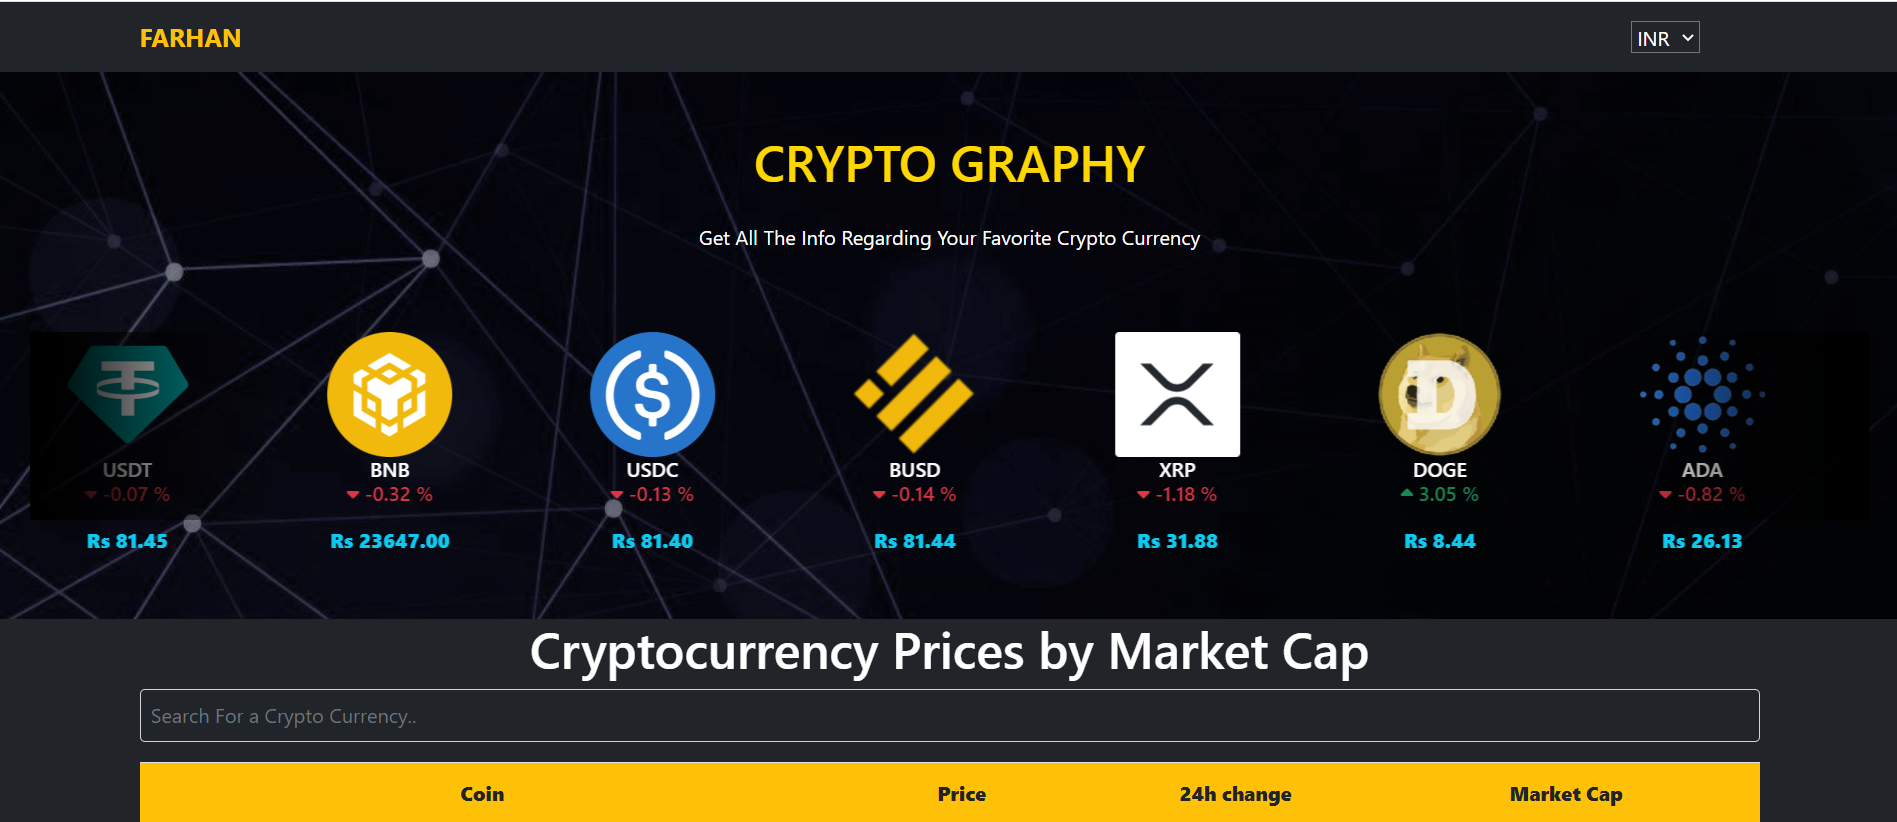 FARHAN
INR
CRYPTO GRAPHY
Get All The Info Regarding Your Favorite Crypto Currency
USDT
-0.07 %
Rs 81.45
BNB
-0.32 %
Rs 23647.00
USDC
-0.13 %
Rs 81.40
BUSD
-0.14 %
Rs 81.44
XRP
-1.18 %
Rs 31.88
DOGE
3.05 %
Rs 8.44
ADA
-0.82 %
Rs 26.13
Cryptocurrency Prices by Market Cap
Search For a Crypto Currency..
Coin Price 24h change Market Cap